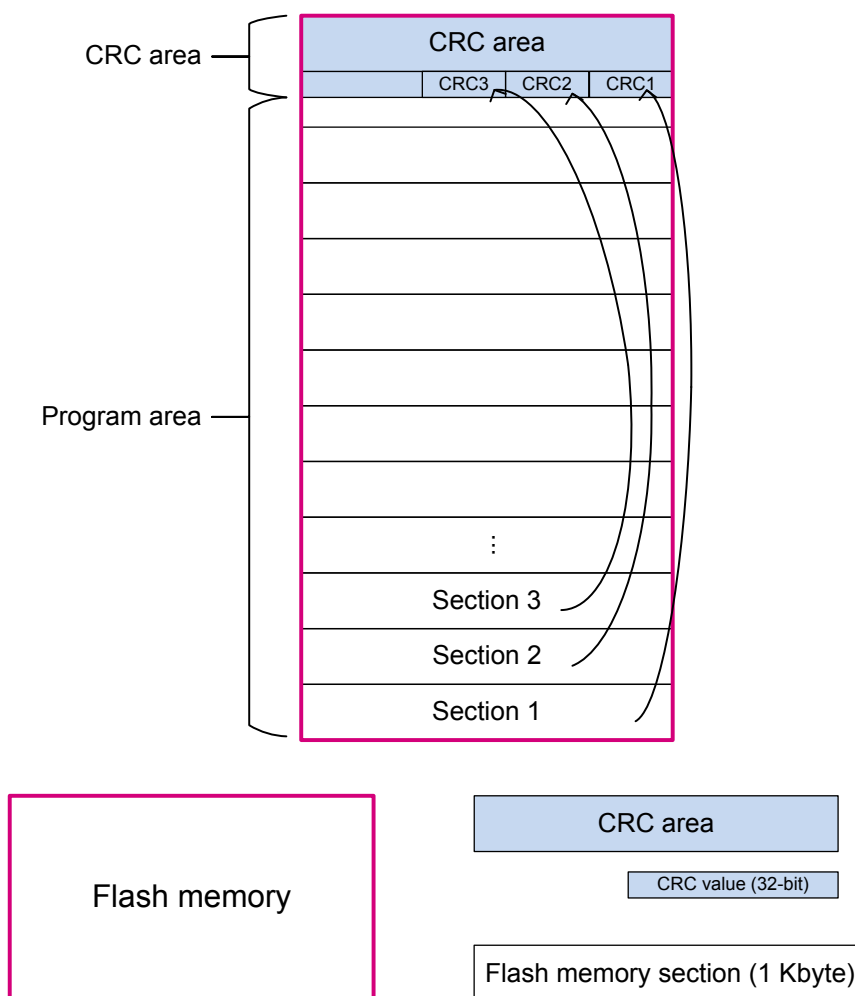 CRC area
CRC area
CRC3 CRC2 CRC1
Program area
⋮
Section 3
Section 2
Section 1
Flash memory
CRC area
CRC value (32-bit)
Flash memory section (1 Kbyte)